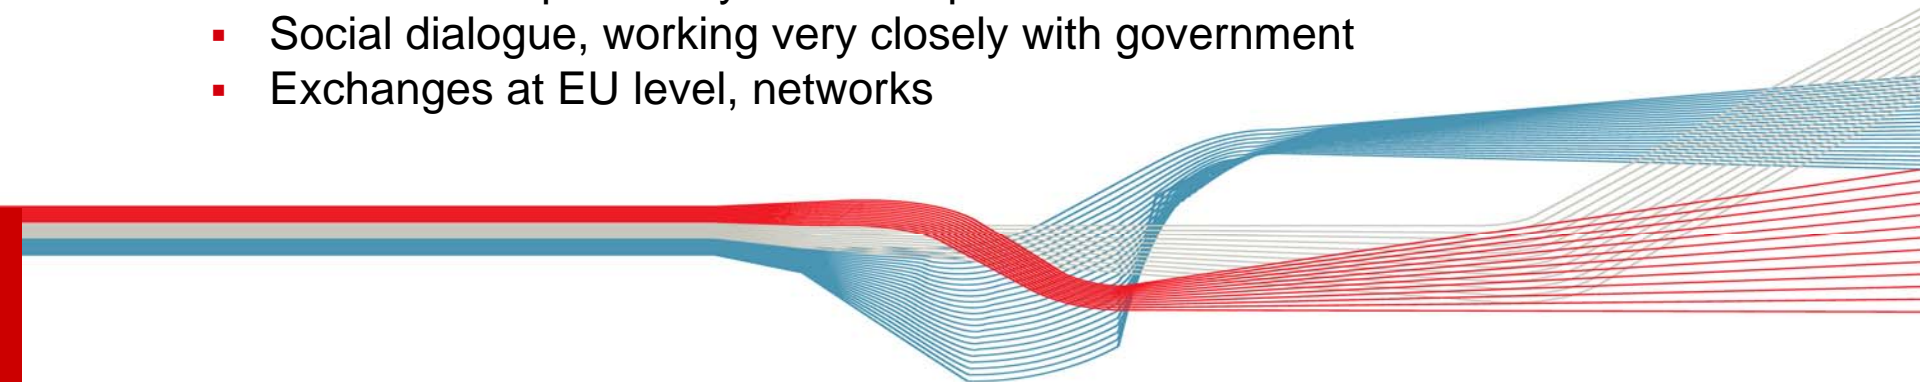 ▪ Social dialogue, working very closely with government
▪ Exchanges at EU level, networks